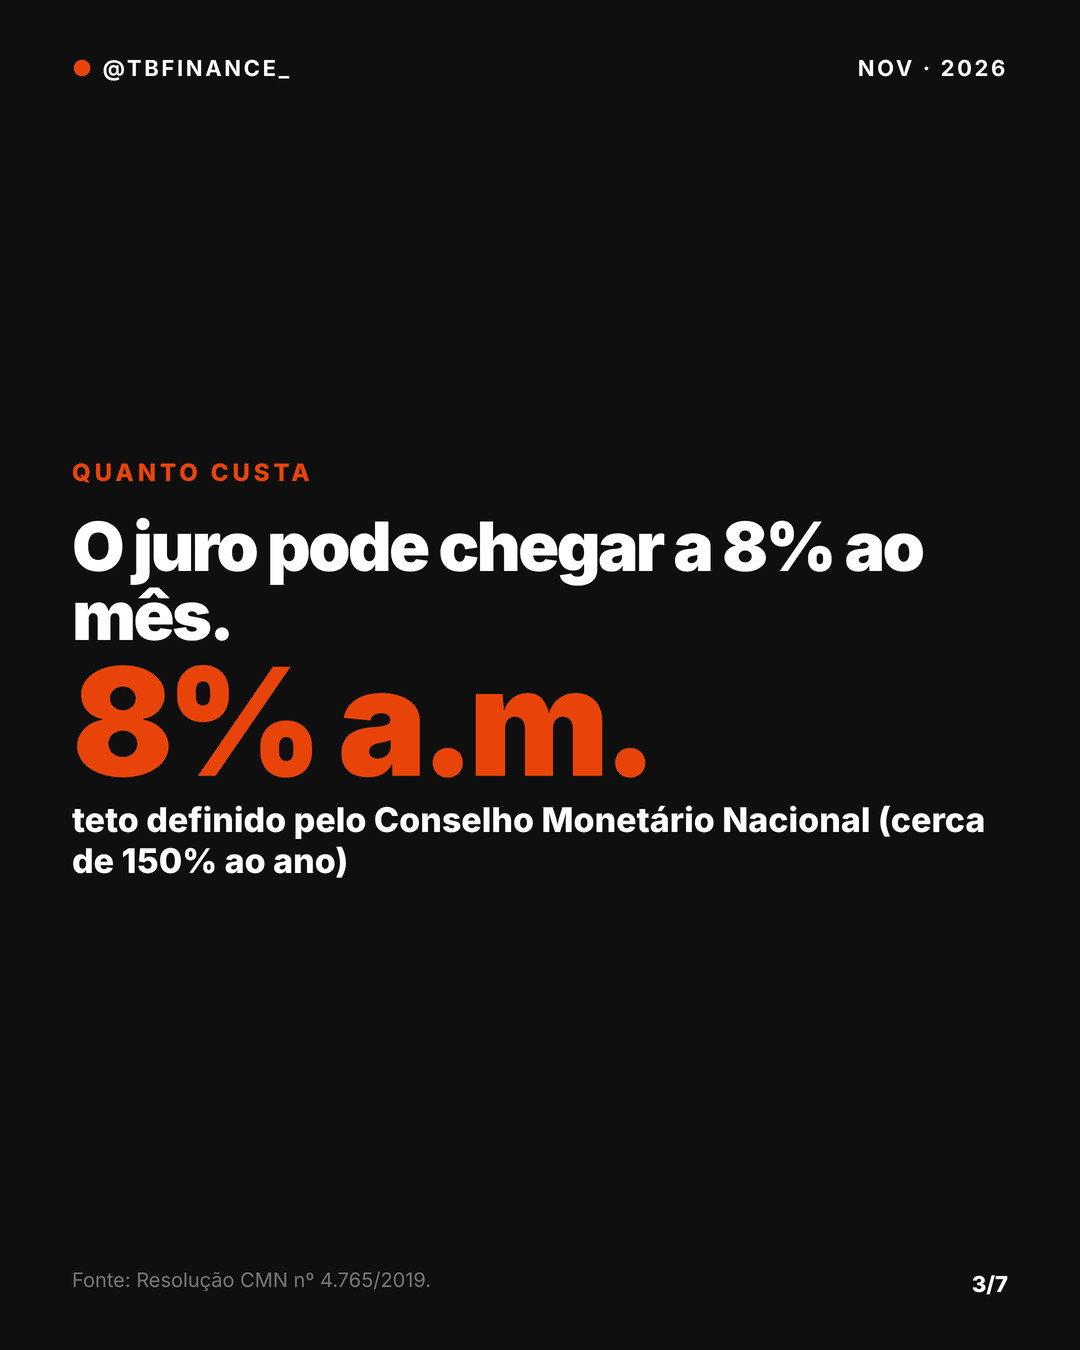 @TBFINANCE_
NOV · 2026
QUANTO CUSTA
O juro pode chegar a 8% ao
mês.
8% a.m.
teto definido pelo Conselho Monetário Nacional (cerca
de 150% ao ano)
Fonte: Resolução CMN nº 4.765/2019.
3/7